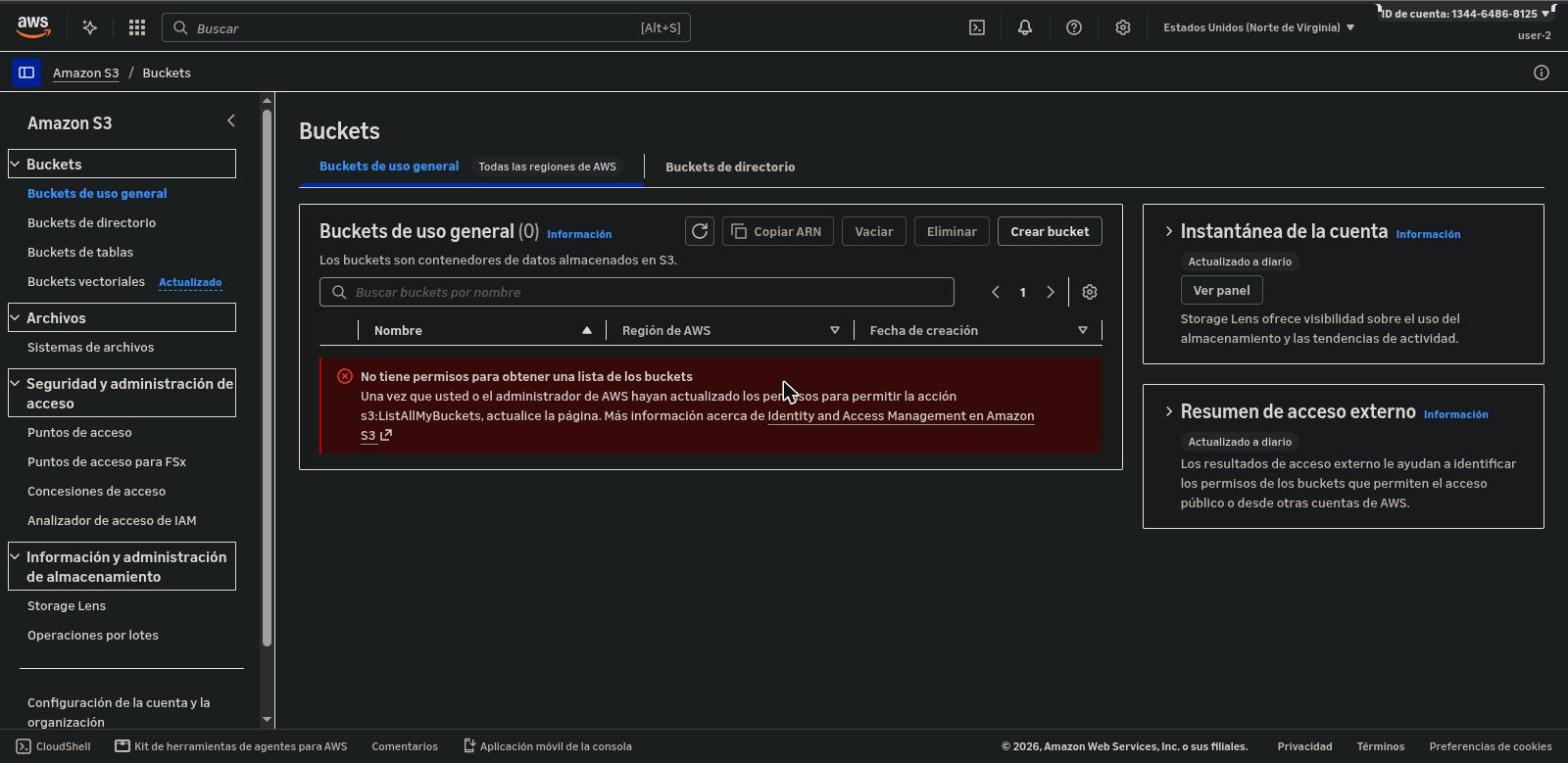 aws
Buscar
[Alt+S]
Estados Unidos (Norte de Virginia)
ID de cuenta: 1344-6486-8125
user-2
Amazon S3 / Buckets
Amazon S3
Buckets
Buckets de uso general
Buckets de directorio
Buckets de tablas
Buckets vectoriales Actualizado
Archivos
Sistemas de archivos
Seguridad y administración de
acceso
Puntos de acceso
Puntos de acceso para FSx
Concesiones de acceso
Analizador de acceso de IAM
Información y administración
de almacenamiento
Storage Lens
Operaciones por lotes
Configuración de la cuenta y la
organización
Buckets
Buckets de uso general Todas las regiones de AWS
Buckets de directorio
Buckets de uso general (0) Información
Copiar ARN
Vaciar
Eliminar
Crear bucket
Los buckets son contenedores de datos almacenados en S3.
Buscar buckets por nombre
1
Nombre
Región de AWS
Fecha de creación
No tiene permisos para obtener una lista de los buckets
Una vez que usted o el administrador de AWS hayan actualizado los permisos para permitir la acción
s3:ListAllMyBuckets, actualice la página. Más información acerca de Identity and Access Management en Amazon
S3
Instantánea de la cuenta Información
Actualizado a diario
Ver panel
Storage Lens ofrece visibilidad sobre el uso del
almacenamiento y las tendencias de actividad.
Resumen de acceso externo Información
Actualizado a diario
Los resultados de acceso externo le ayudan a identificar
los permisos de los buckets que permiten el acceso
público o desde otras cuentas de AWS.
CloudShell
Kit de herramientas de agentes para AWS
Comentarios
Aplicación móvil de la consola
© 2026, Amazon Web Services, Inc. o sus filiales.
Privacidad
Términos
Preferencias de cookies